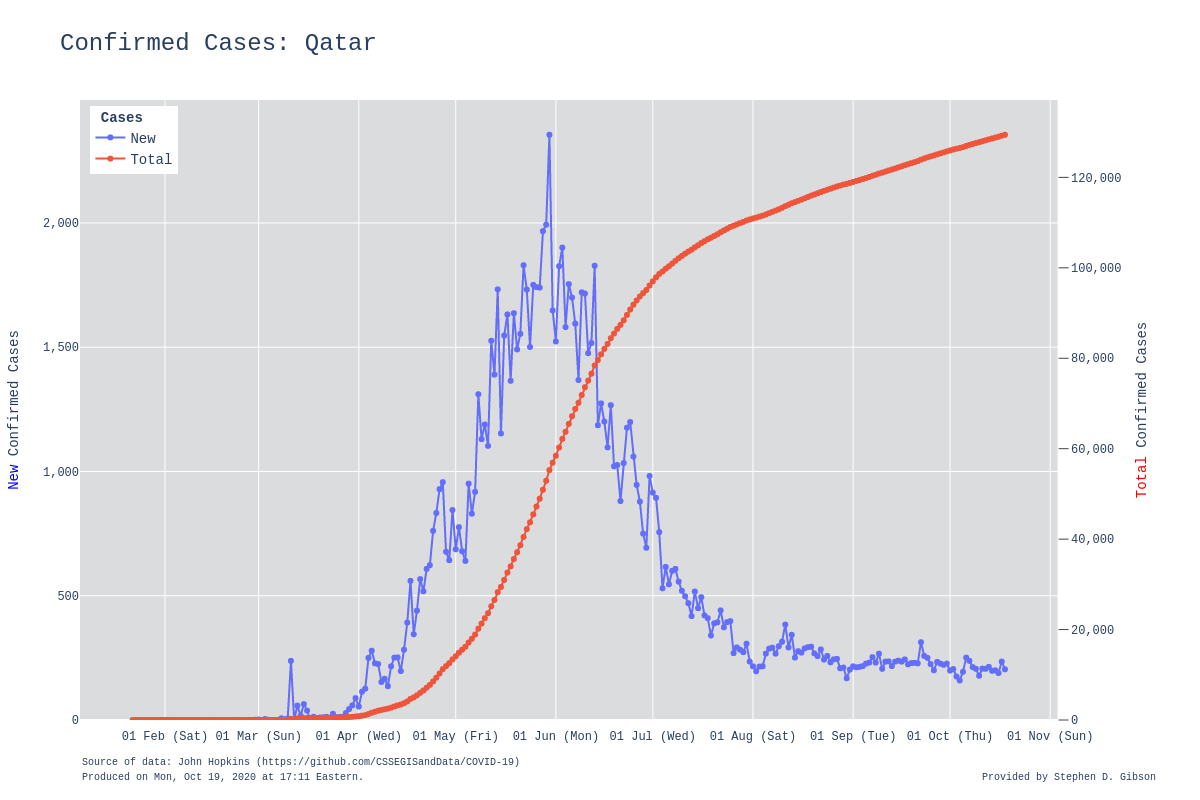 Confirmed Cases: Qatar
Cases
New
Total
2,000
1,500
1,000
500
0
120,000
100,000
80,000
60,000
40,000
20,000
0
New Confirmed Cases
Total Confirmed Cases
01 Feb (Sat) 01 Mar (Sun) 01 Apr (Wed) 01 May (Fri) 01 Jun (Mon) 01 Jul (Wed) 01 Aug (Sat) 01 Sep (Tue) 01 Oct (Thu) 01 Nov (Sun)
Source of data: John Hopkins (https://github.com/CSSEGISandData/COVID-19)
Produced on Mon, Oct 19, 2020 at 17:11 Eastern.
Provided by Stephen D. Gibson